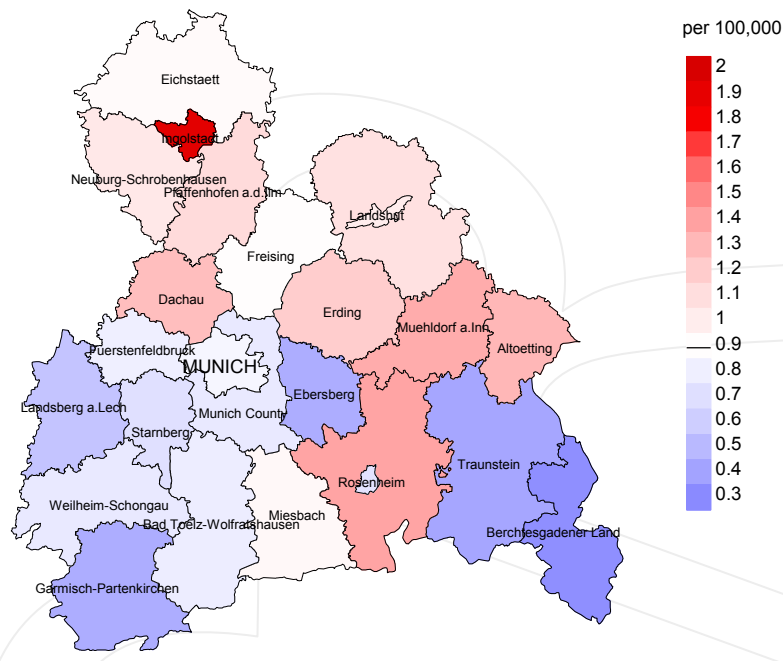 per 100,000
2
1.9
1.8
1.7
1.6
1.5
1.4
1.3
1.2
1.1
1
0.9
0.8
0.7
0.6
0.5
0.4
0.3
Eichstaett
Ingolstadt
Neuburg-Schrobenhausen
Pfaffenhofen a.d.Ilm
Landshut
Freising
Dachau
Erding
Muehldorf a.Inn
Altoetting
Fuerstenfeldbruck
MUNICH
Ebersberg
Landsberg a.Lech
Munich County
Starnberg
Traunstein
Rosenheim
Weilheim-Schongau
Miesbach
Bad Toelz-Wolfratshausen
Berchtesgadener Land
Garmisch-Partenkirchen